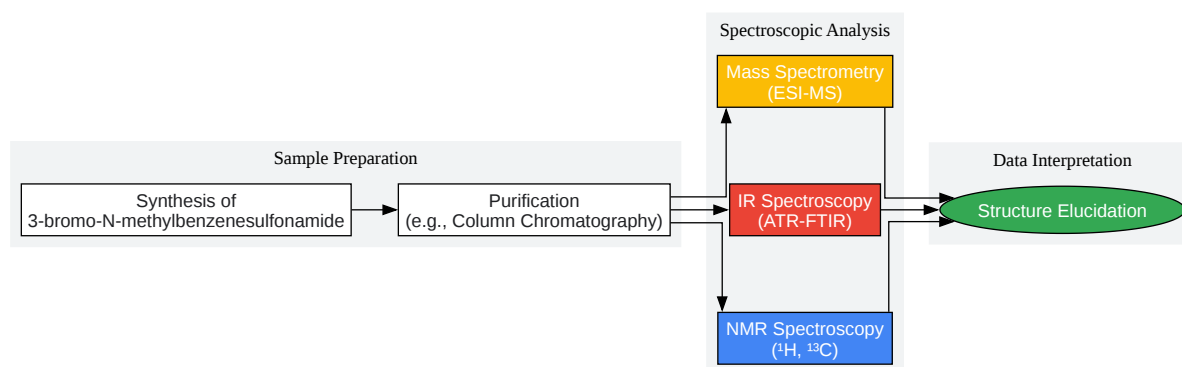 Sample Preparation
Synthesis of
3-bromo-N-methylbenzenesulfonamide
Purification
(e.g., Column Chromatography)
Spectroscopic Analysis
Mass Spectrometry
(ESI-MS)
IR Spectroscopy
(ATR-FTIR)
NMR Spectroscopy
(¹H, ¹³C)
Data Interpretation
Structure Elucidation